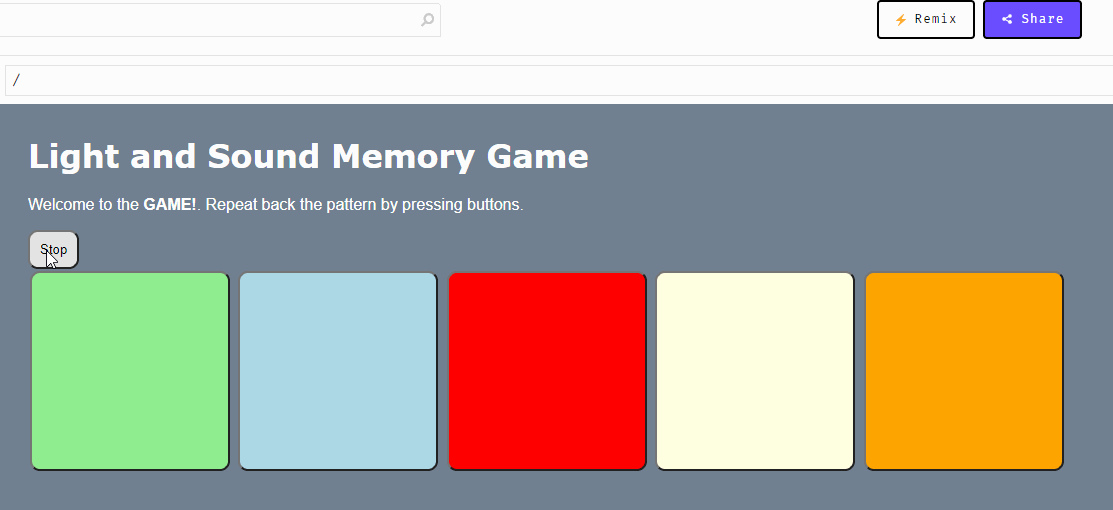 Remix
Share
/
Light and Sound Memory Game
Welcome to the GAME!. Repeat back the pattern by pressing buttons.
Stop